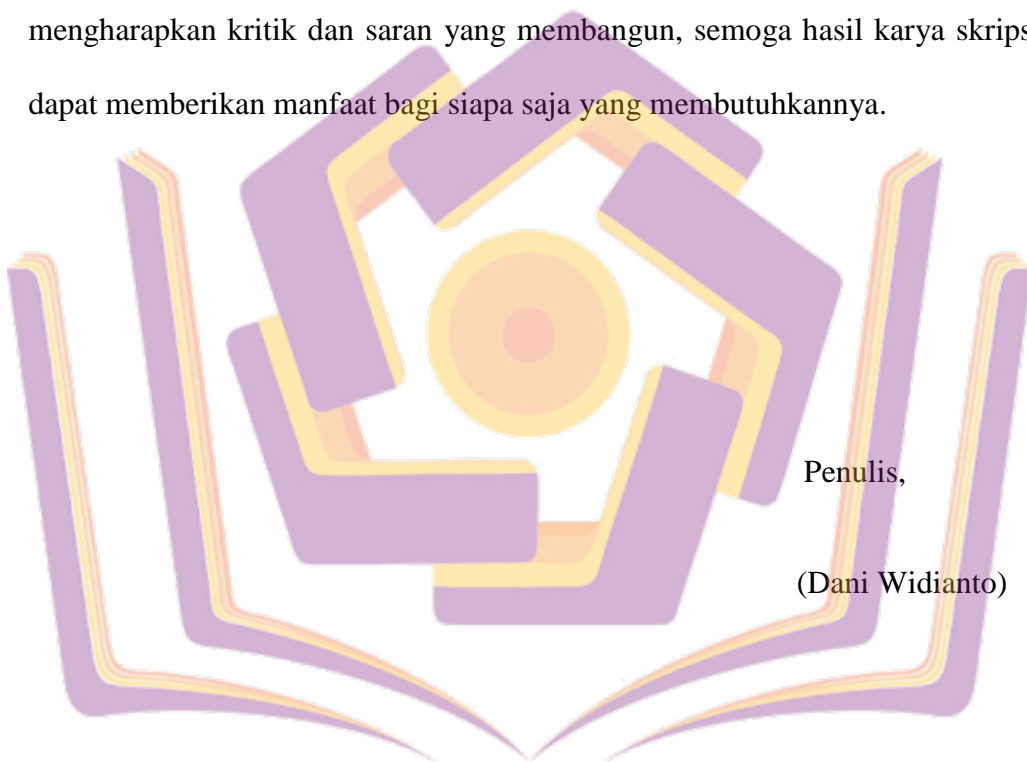 mengharapkan kritik dan saran yang membangun, semoga hasil karya skrips
dapat memberikan manfaat bagi siapa saja yang membutuhkannya.
Penulis,
(Dani Widianto)